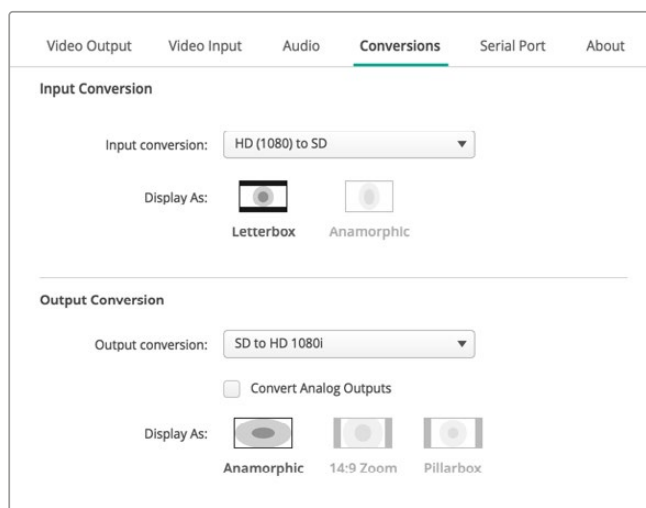 Video Output Video Input Audio Conversions Serial Port About
Input Conversion
Input conversion: HD (1080) to SD
Display As:
Letterbox Anamorphic
Output Conversion
Output conversion: SD to HD 1080i
Convert Analog Outputs
Display As:
Anamorphic 14:9 Zoom Pillarbox